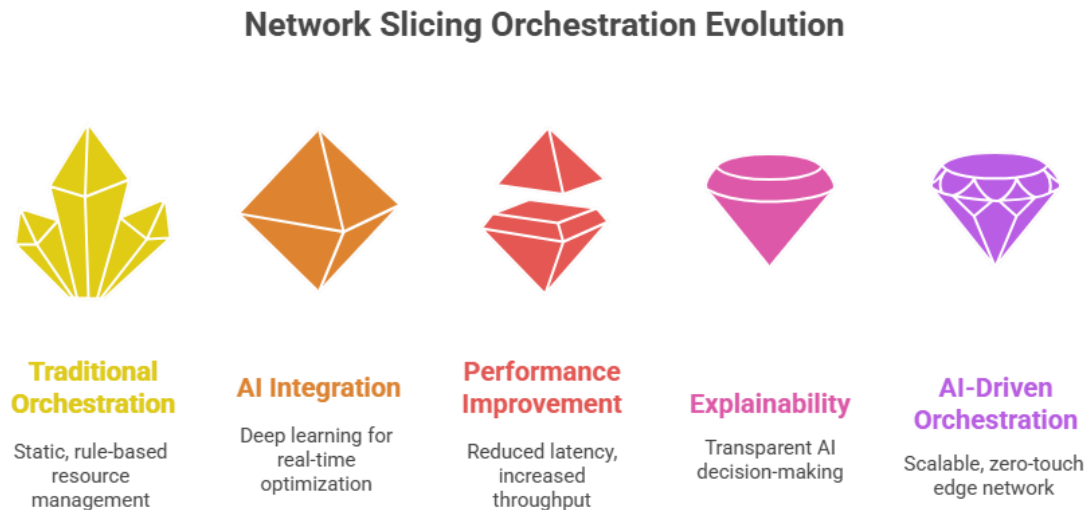 Network Slicing Orchestration Evolution
Traditional
Orchestration
Static, rule-based
resource
management
AI Integration
Deep learning for
real-time
optimization
Performance
Improvement
Reduced latency,
increased
throughput
Explainability
Transparent AI
decision-making
AI-Driven
Orchestration
Scalable, zero-touch
edge network